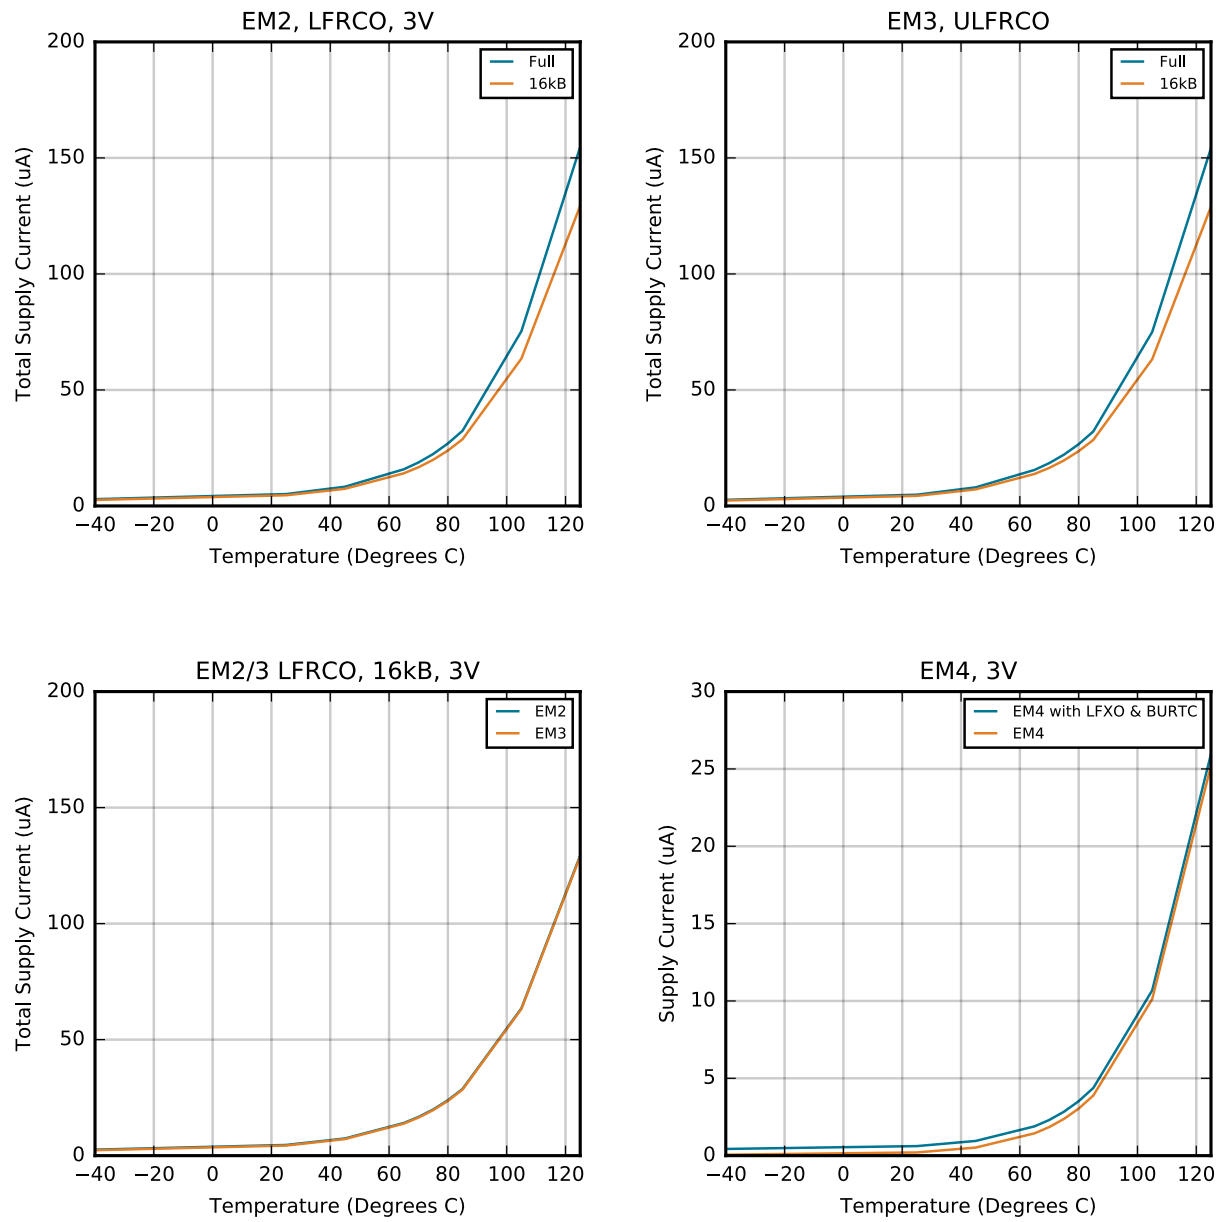 EM2, LFRCO, 3V
200
150
100
50
0
Full
16kB
Total Supply Current (uA)
−40 −20 0 20 40 60 80 100 120
Temperature (Degrees C)
EM3, ULFRCO
200
150
100
50
0
Full
16kB
Total Supply Current (uA)
−40 −20 0 20 40 60 80 100 120
Temperature (Degrees C)
EM2/3 LFRCO, 16kB, 3V
200
150
100
50
0
EM2
EM3
Total Supply Current (uA)
−40 −20 0 20 40 60 80 100 120
Temperature (Degrees C)
EM4, 3V
30
25
20
15
10
5
0
EM4 with LFXO & BURTC
EM4
Supply Current (uA)
−40 −20 0 20 40 60 80 100 120
Temperature (Degrees C)